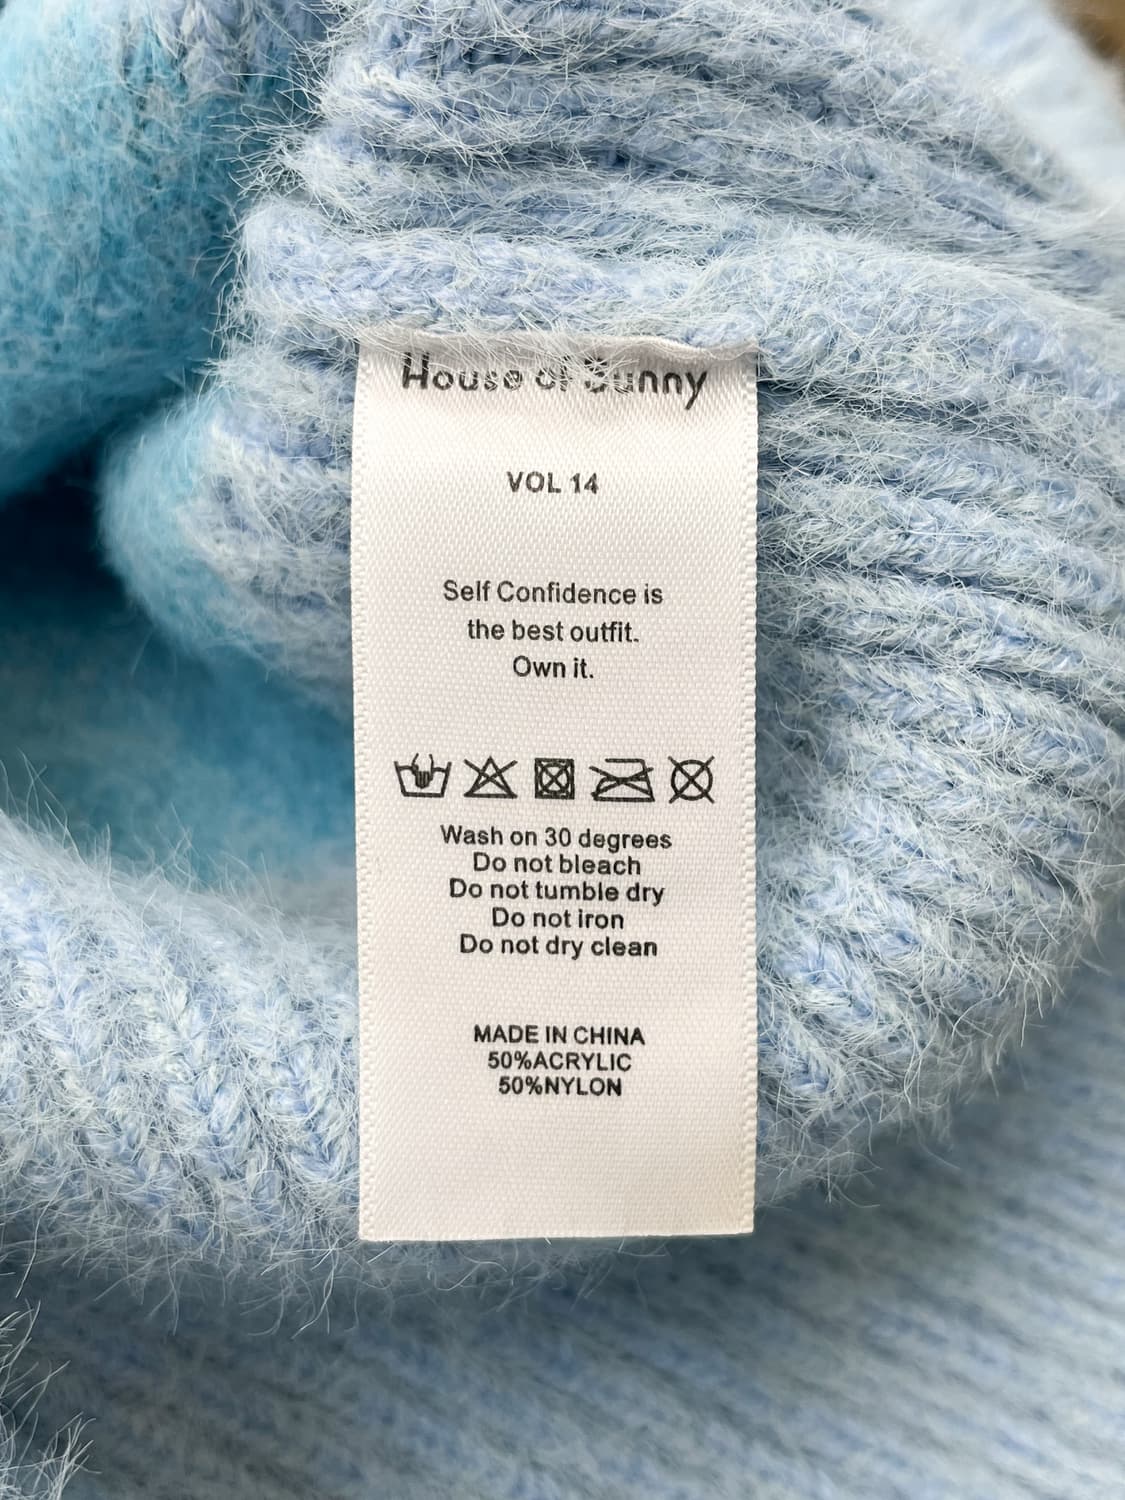 House of Sunny
VOL 14
Self Confidence is
the best outfit.
Own it.
Wash on 30 degrees
Do not bleach
Do not tumble dry
Do not iron
Do not dry clean
MADE IN CHINA
50%ACRYLIC
50%NYLON